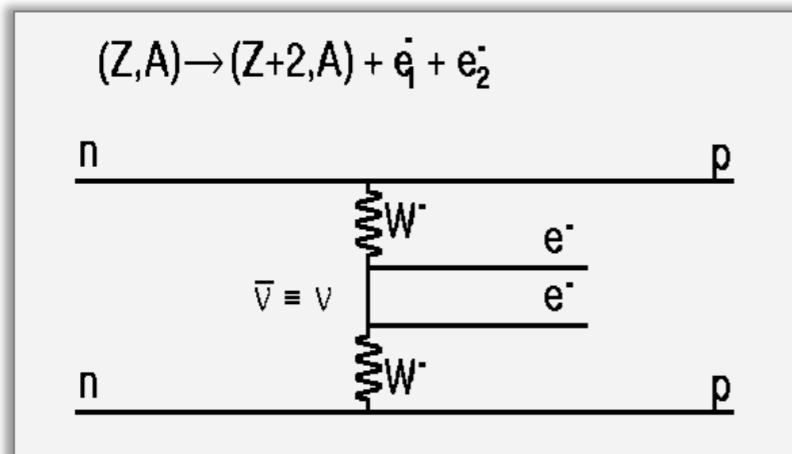 (Z,A)→(Z+2,A) + e₁⁻ + e₂⁻
n p
W⁻
e⁻
ν̅ ≡ ν e⁻
W⁻
n p